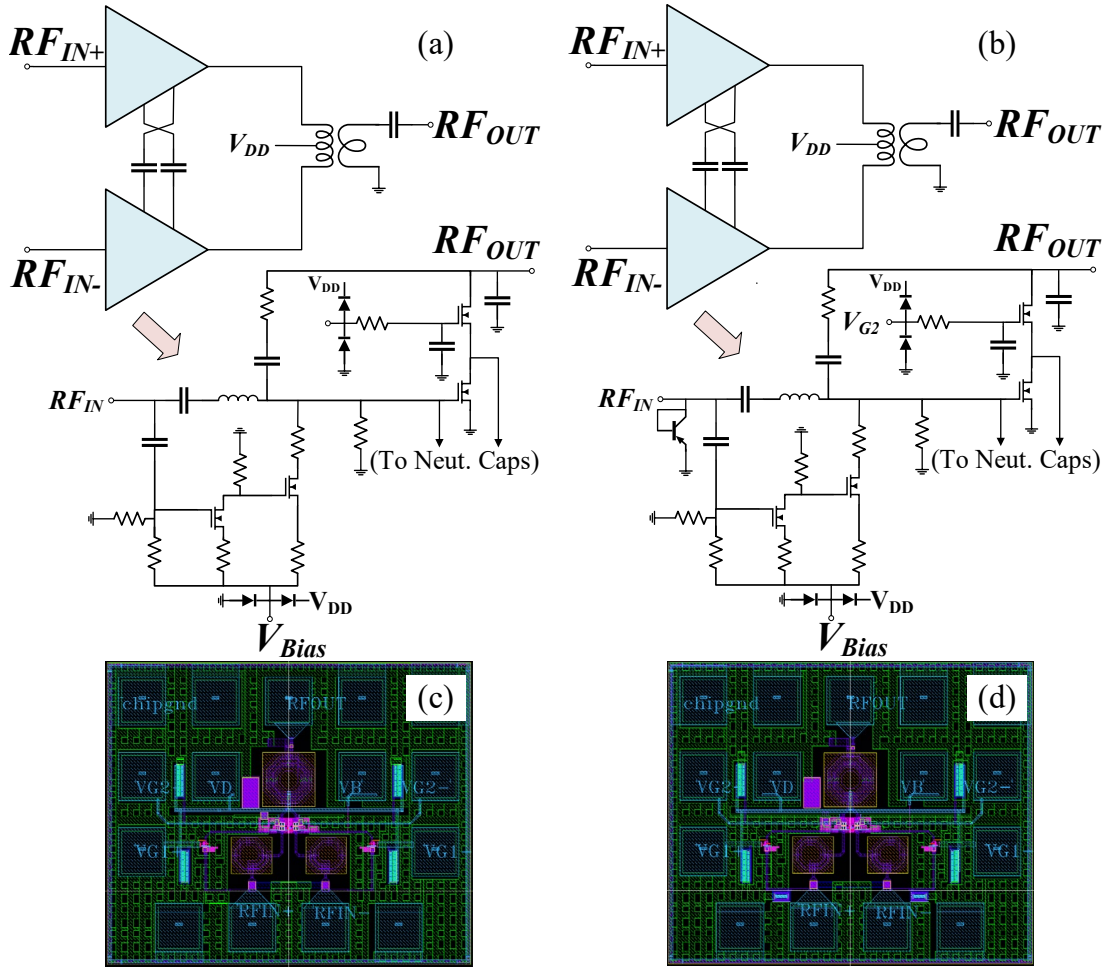 (a)
RF_IN+
V_DD
RF_OUT
RF_IN-
RF_OUT
V_DD
RF_IN
(To Neut. Caps)
V_DD
V_Bias
(b)
RF_IN+
V_DD
RF_OUT
RF_IN-
RF_OUT
V_DD
V_G2
RF_IN
(To Neut. Caps)
V_DD
V_Bias
(c)
chipgnd
RFOUT
VG2 VD VB VG2-
VG1 VG1-
RFIN+ RFIN-
(d)
chipgnd
RFOUT
VG2 VD VB VG2-
VG1 VG1-
RFIN+ RFIN-